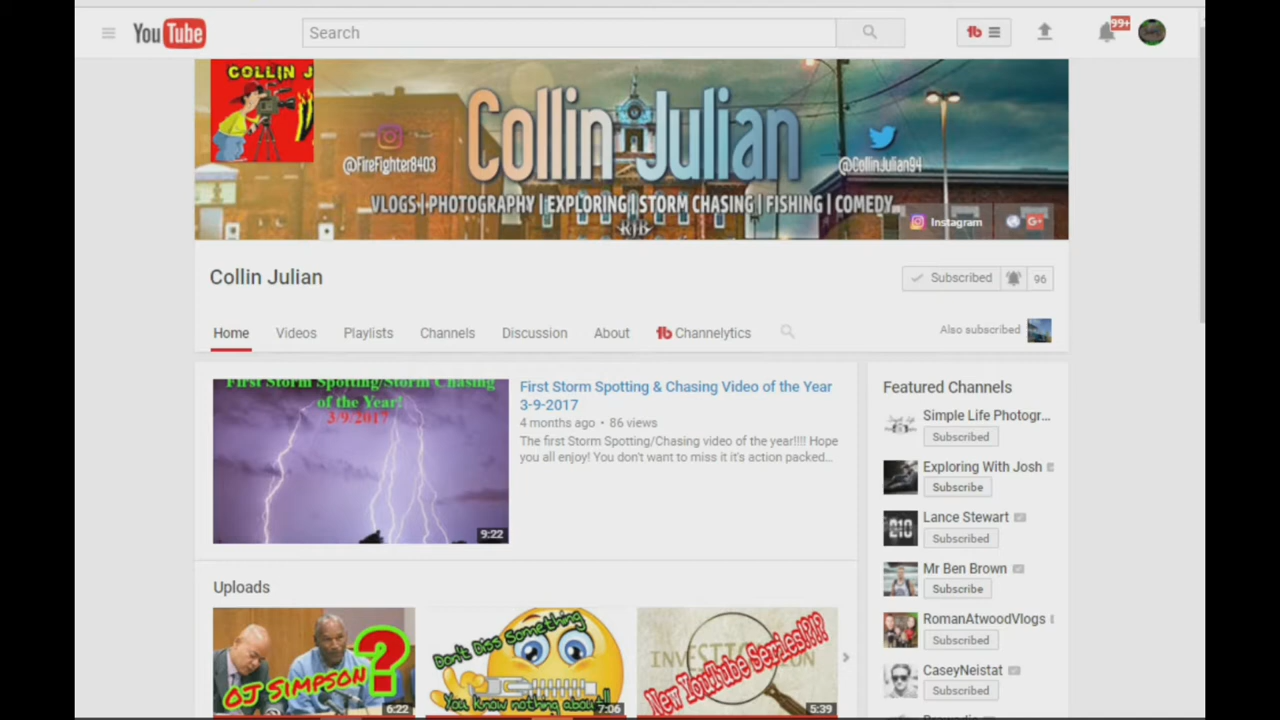 YouTube
Search
tb
99+
COLLIN J
Collin Julian
@FireFighter8403
@CollinJulian94
VLOGS | PHOTOGRAPHY | EXPLORING | STORM CHASING | FISHING | COMEDY
RJB
Instagram
G+
Collin Julian
Subscribed
96
Home
Videos
Playlists
Channels
Discussion
About
tb Channelytics
Also subscribed
First Storm Spotting/Storm Chasing
of the Year!
3/9/2017
9:22
First Storm Spotting & Chasing Video of the Year
3-9-2017
4 months ago • 86 views
The first Storm Spotting/Chasing video of the year!!!! Hope
you all enjoy! You don't want to miss it it's action packed...
Uploads
OJ SIMPSON?
6:22
Don't Diss Something
You know nothing about!!
7:06
New YouTube Series!?!?
5:39
Featured Channels
Simple Life Photogr...
Subscribed
Exploring With Josh
Subscribe
210
Lance Stewart
Subscribed
Mr Ben Brown
Subscribe
RomanAtwoodVlogs
Subscribed
CaseyNeistat
Subscribed